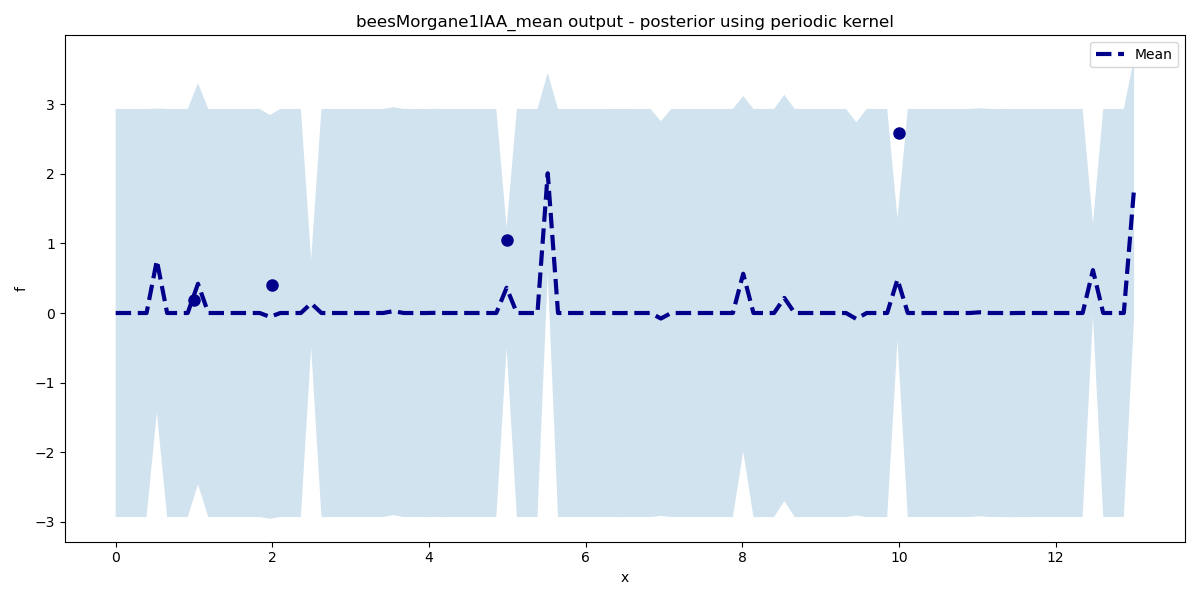 beesMorgane1IAA_mean output - posterior using periodic kernel
Mean
f
3
2
1
0
−1
−2
−3
0 2 4 6 8 10 12
x